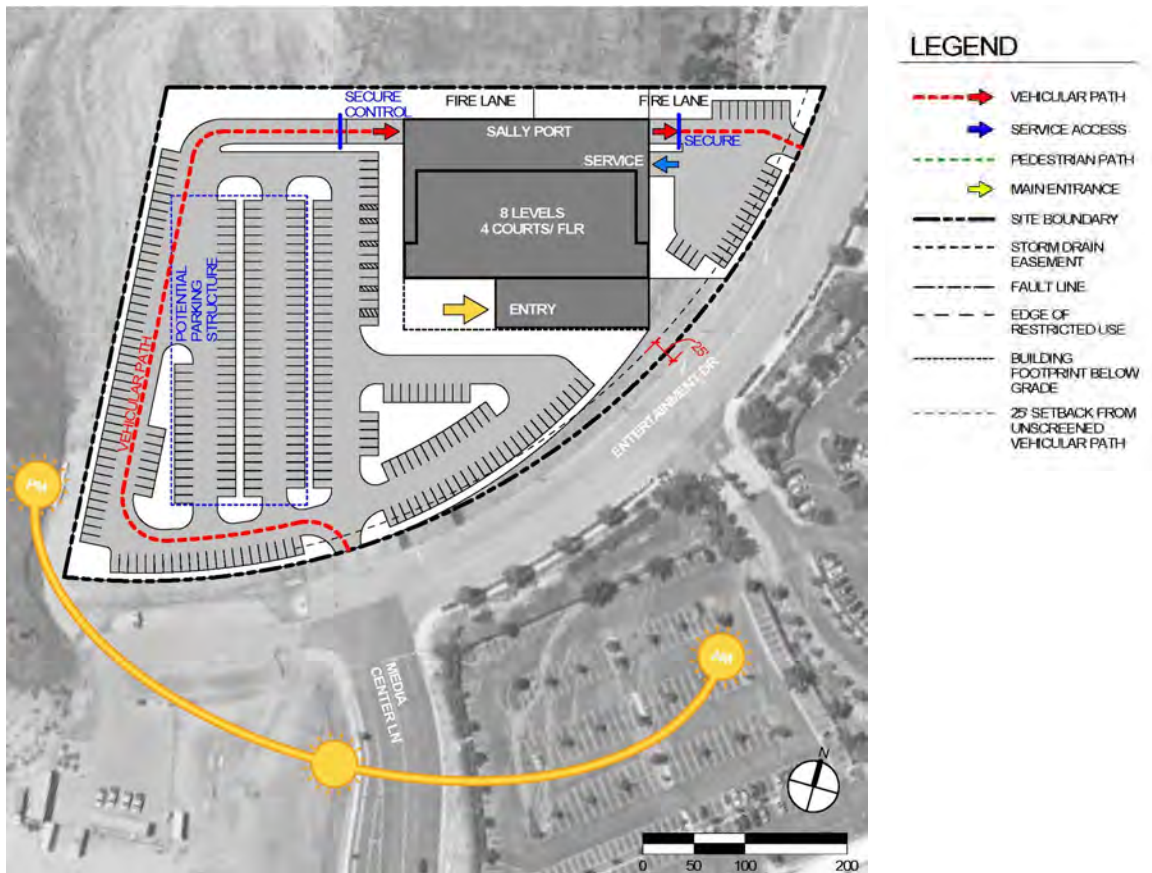 LEGEND
VEHICULAR PATH
SERVICE ACCESS
PEDESTRIAN PATH
MAIN ENTRANCE
SITE BOUNDARY
STORM DRAIN
EASEMENT
FAULT LINE
EDGE OF
RESTRICTED USE
BUILDING
FOOTPRINT BELOW
GRADE
25' SETBACK FROM
UNSCREENED
VEHICULAR PATH
SECURE
CONTROL
FIRE LANE
FIRE LANE
SALLY PORT
SECURE
SERVICE
8 LEVELS
4 COURTS/ FLR
POTENTIAL
PARKING
STRUCTURE
ENTRY
VEHICULAR PATH
25'
ENTERTAINMENT DR
PM
MEDIA
CENTER LN
N
0
50
100
200